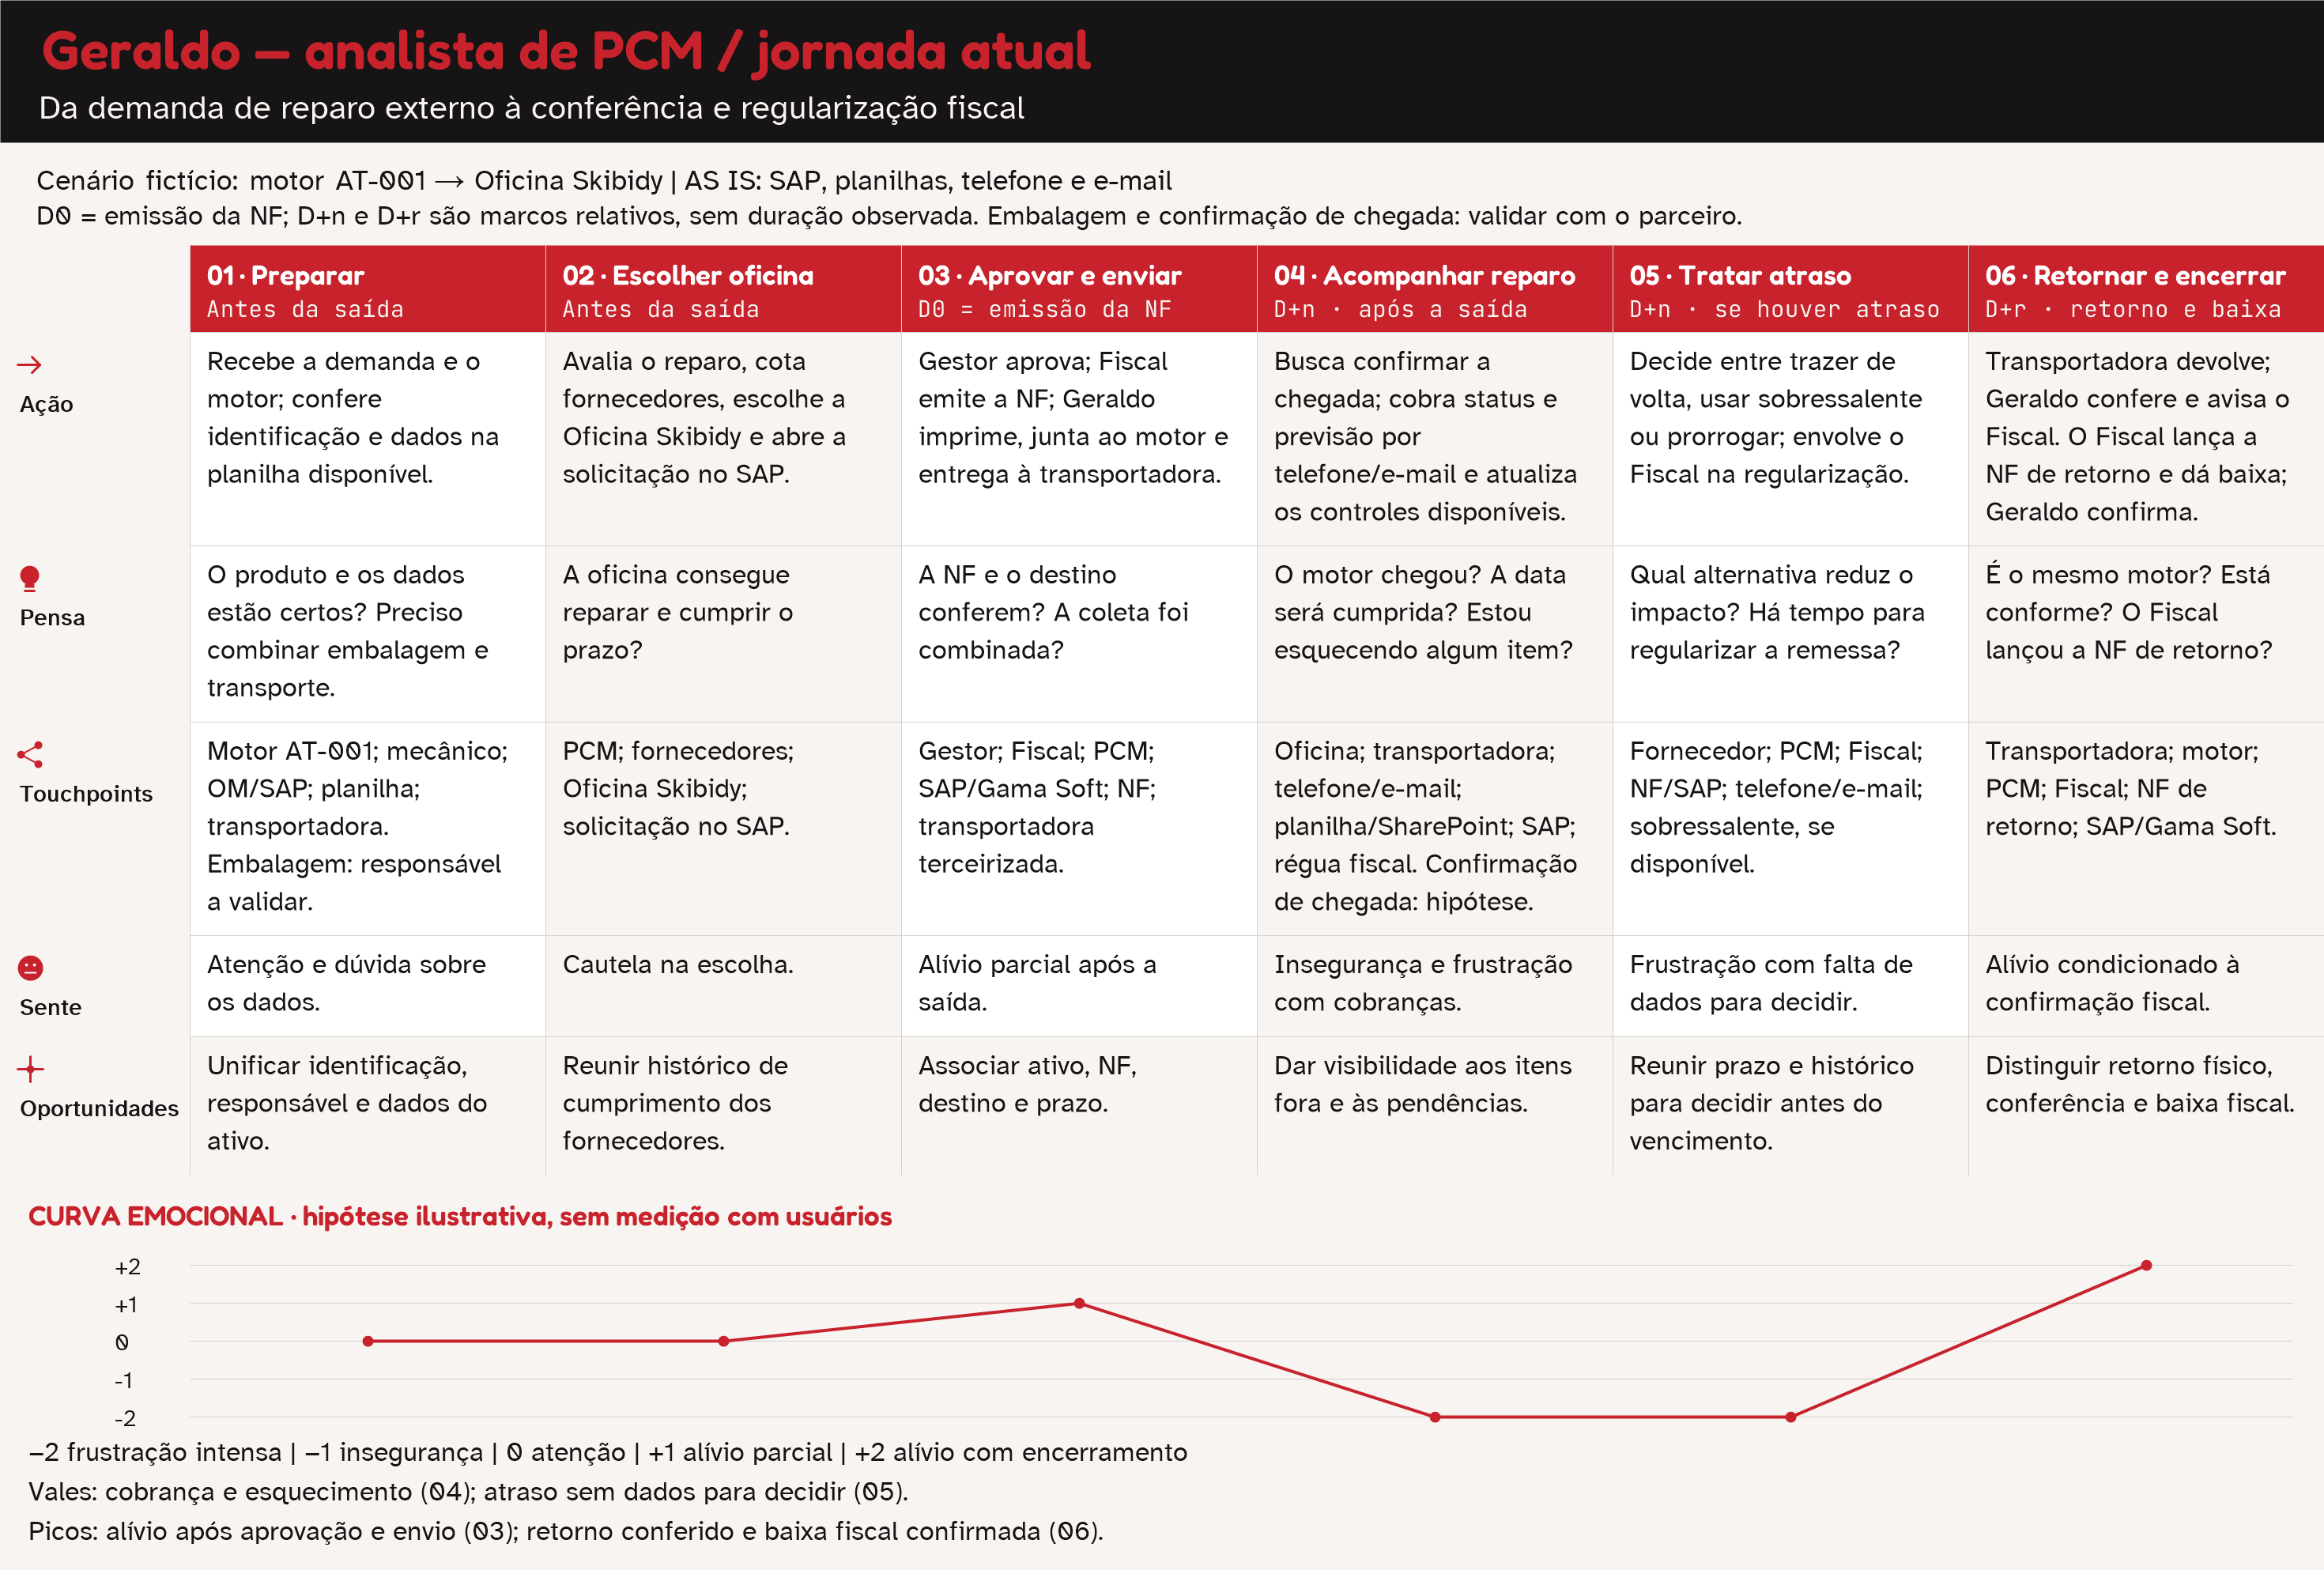 Geraldo — analista de PCM / jornada atual
Da demanda de reparo externo à conferência e regularização fiscal
Cenário fictício: motor AT-001 → Oficina Skibidy | AS IS: SAP, planilhas, telefone e e-mail
D0 = emissão da NF; D+n e D+r são marcos relativos, sem duração observada. Embalagem e confirmação de chegada: validar com o parceiro.
01 · Preparar
Antes da saída
02 · Escolher oficina
Antes da saída
03 · Aprovar e enviar
D0 = emissão da NF
04 · Acompanhar reparo
D+n · após a saída
05 · Tratar atraso
D+n · se houver atraso
06 · Retornar e encerrar
D+r · retorno e baixa
Ação
Recebe a demanda e o
motor; confere
identificação e dados na
planilha disponível.
Avalia o reparo, cota
fornecedores, escolhe a
Oficina Skibidy e abre a
solicitação no SAP.
Gestor aprova; Fiscal
emite a NF; Geraldo
imprime, junta ao motor e
entrega à transportadora.
Busca confirmar a
chegada; cobra status e
previsão por
telefone/e-mail e atualiza
os controles disponíveis.
Decide entre trazer de
volta, usar sobressalente
ou prorrogar; envolve o
Fiscal na regularização.
Transportadora devolve;
Geraldo confere e avisa o
Fiscal. O Fiscal lança a
NF de retorno e dá baixa;
Geraldo confirma.
Pensa
O produto e os dados
estão certos? Preciso
combinar embalagem e
transporte.
A oficina consegue
reparar e cumprir o
prazo?
A NF e o destino
conferem? A coleta foi
combinada?
O motor chegou? A data
será cumprida? Estou
esquecendo algum item?
Qual alternativa reduz o
impacto? Há tempo para
regularizar a remessa?
É o mesmo motor? Está
conforme? O Fiscal
lançou a NF de retorno?
Touchpoints
Motor AT-001; mecânico;
OM/SAP; planilha;
transportadora.
Embalagem: responsável
a validar.
PCM; fornecedores;
Oficina Skibidy;
solicitação no SAP.
Gestor; Fiscal; PCM;
SAP/Gama Soft; NF;
transportadora
terceirizada.
Oficina; transportadora;
telefone/e-mail;
planilha/SharePoint; SAP;
régua fiscal. Confirmação
de chegada: hipótese.
Fornecedor; PCM; Fiscal;
NF/SAP; telefone/e-mail;
sobressalente, se
disponível.
Transportadora; motor;
PCM; Fiscal; NF de
retorno; SAP/Gama Soft.
Sente
Atenção e dúvida sobre
os dados.
Cautela na escolha.
Alívio parcial após a
saída.
Insegurança e frustração
com cobranças.
Frustração com falta de
dados para decidir.
Alívio condicionado à
confirmação fiscal.
Oportunidades
Unificar identificação,
responsável e dados do
ativo.
Reunir histórico de
cumprimento dos
fornecedores.
Associar ativo, NF,
destino e prazo.
Dar visibilidade aos itens
fora e às pendências.
Reunir prazo e histórico
para decidir antes do
vencimento.
Distinguir retorno físico,
conferência e baixa fiscal.
CURVA EMOCIONAL · hipótese ilustrativa, sem medição com usuários
+2
+1
0
-1
-2
−2 frustração intensa | −1 insegurança | 0 atenção | +1 alívio parcial | +2 alívio com encerramento
Vales: cobrança e esquecimento (04); atraso sem dados para decidir (05).
Picos: alívio após aprovação e envio (03); retorno conferido e baixa fiscal confirmada (06).